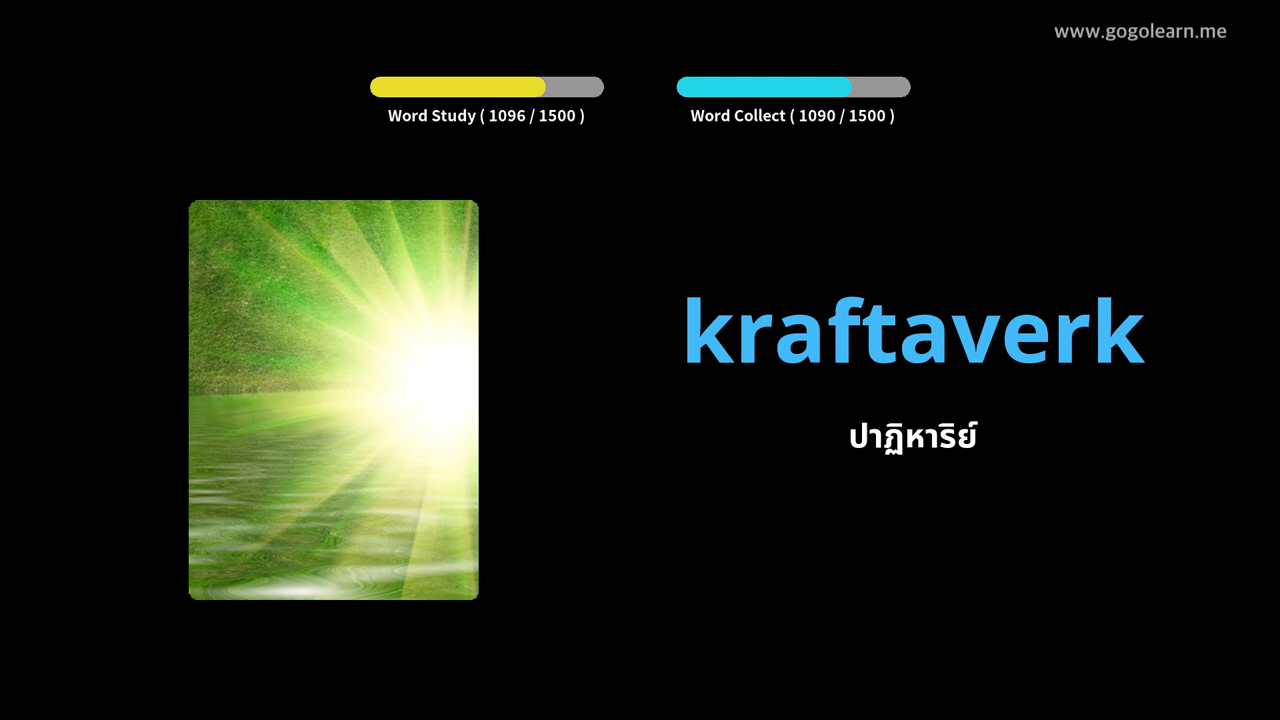 www.gogolearn.me
Word Study ( 1096 / 1500 )
Word Collect ( 1090 / 1500 )
kraftaverk
ปาฏิหาริย์